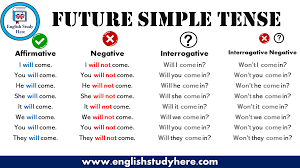 English Study
Here
FUTURE SIMPLE TENSE
Affirmative Negative Interrogative Interrogative Negative
I will come. I will not come. Will I come in? Won't I come in?
You will come. You will not come. Will you come in? Won't you come in?
He will come. He will not come. Will he come in? Won't he come in?
She will come. She will not come. Will she come in? Won't she come in?
It will come. It will not come. Will it come in? Won't it come in?
We will come. We will not come. Will we come in? Won't we come in?
You will come. You will not come. Will you come in? Won't you come in?
They will come. They will not come. Will they come in? Won't they come in?
www.englishstudyhere.com